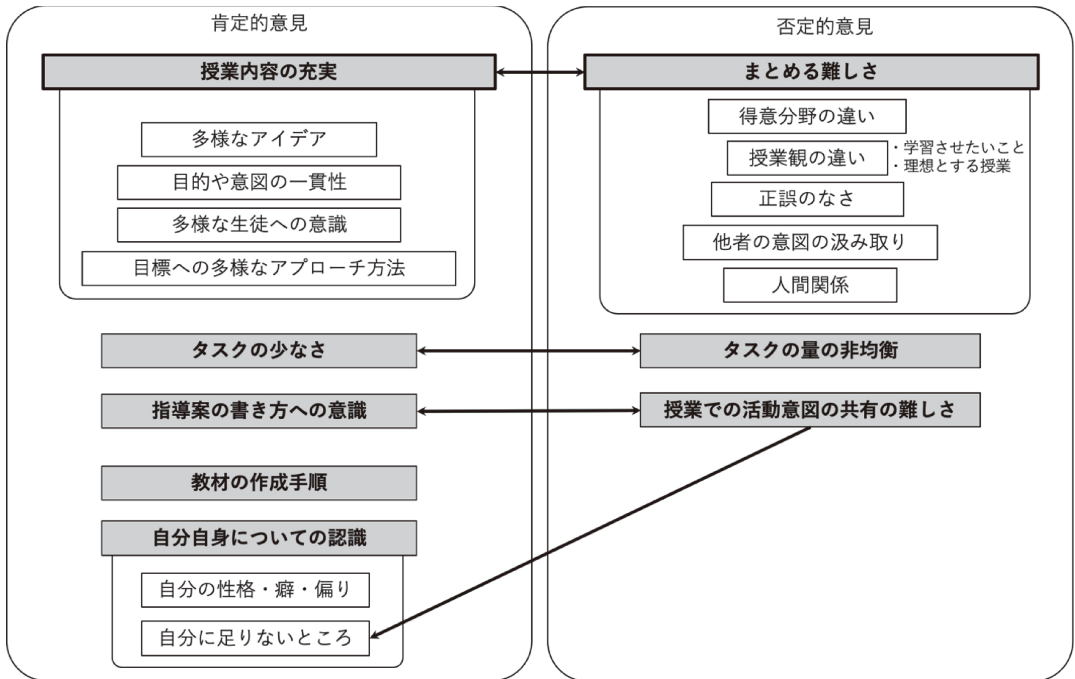 肯定的意見
授業内容の充実
多様なアイデア
目的や意図の一貫性
多様な生徒への意識
目標への多様なアプローチ方法
タスクの少なさ
指導案の書き方への意識
教材の作成手順
自分自身についての認識
自分の性格・癖・偏り
自分に足りないところ
否定的意見
まとめる難しさ
得意分野の違い
授業観の違い
・学習させたいこと
・理想とする授業
正誤のなさ
他者の意図の汲み取り
人間関係
タスクの量の非均衡
授業での活動意図の共有の難しさ